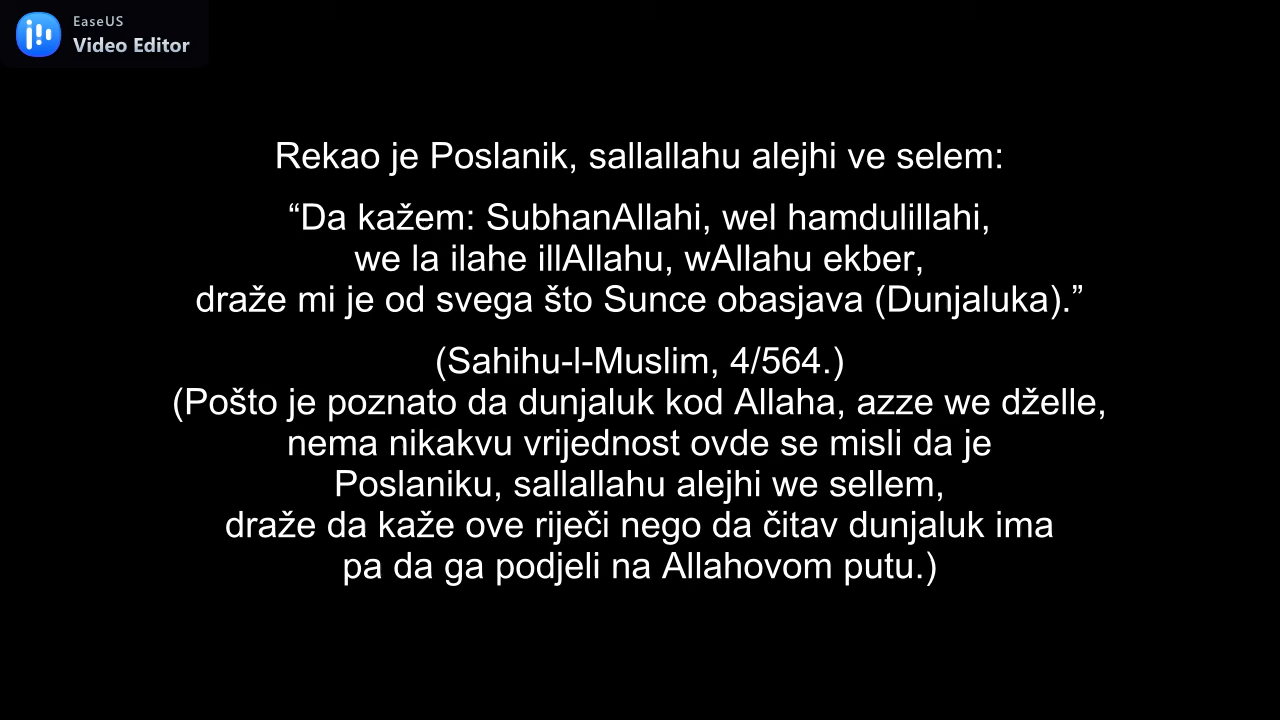 EaseUS
Video Editor
Rekao je Poslanik, sallallahu alejhi ve selem:
“Da kažem: SubhanAllahi, wel hamdulillahi,
we la ilahe illAllahu, wAllahu ekber,
draže mi je od svega što Sunce obasjava (Dunjaluka).”
(Sahihu-l-Muslim, 4/564.)
(Pošto je poznato da dunjaluk kod Allaha, azze we dželle,
nema nikakvu vrijednost ovde se misli da je
Poslaniku, sallallahu alejhi we sellem,
draže da kaže ove riječi nego da čitav dunjaluk ima
pa da ga podjeli na Allahovom putu.)